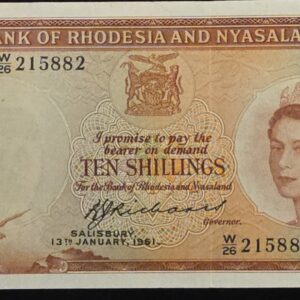 BANK OF RHODESIA AND NYASALA
W/26 215882
I promise to pay the
bearer on demand
TEN SHILLINGS
For the Bank of Rhodesia and Nyasaland
Governor.
SALISBURY,
13TH JANUARY, 1961.
W/26 215882